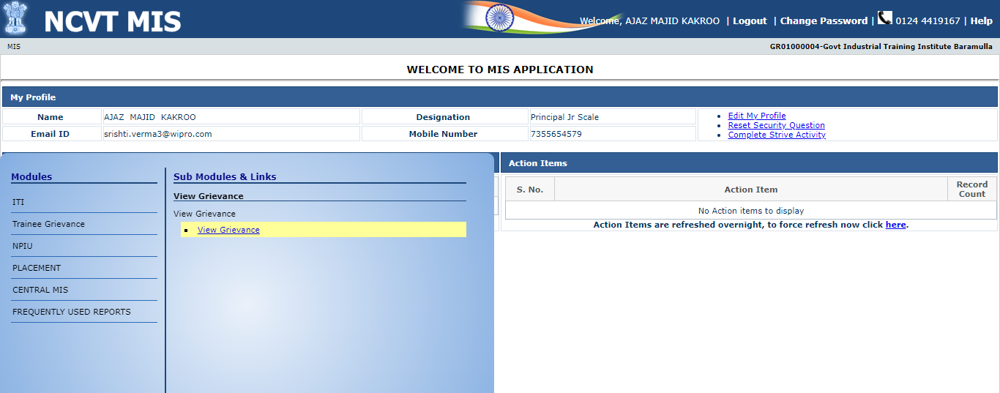 NCVT MIS
Welcome, AJAZ MAJID KAKROO | Logout | Change Password | 0124 4419167 | Help
MIS
GR01000004-Govt Industrial Training Institute Baramulla
WELCOME TO MIS APPLICATION
My Profile
Name AJAZ MAJID KAKROO Designation Principal Jr Scale
Email ID srishti.verma3@wipro.com Mobile Number 7355654579
Edit My Profile
Reset Security Question
Complete Strive Activity
Modules
ITI
Trainee Grievance
NPIU
PLACEMENT
CENTRAL MIS
FREQUENTLY USED REPORTS
Sub Modules & Links
View Grievance
View Grievance
View Grievance
Action Items
S. No. Action Item Record Count
No Action items to display
Action Items are refreshed overnight, to force refresh now click here.